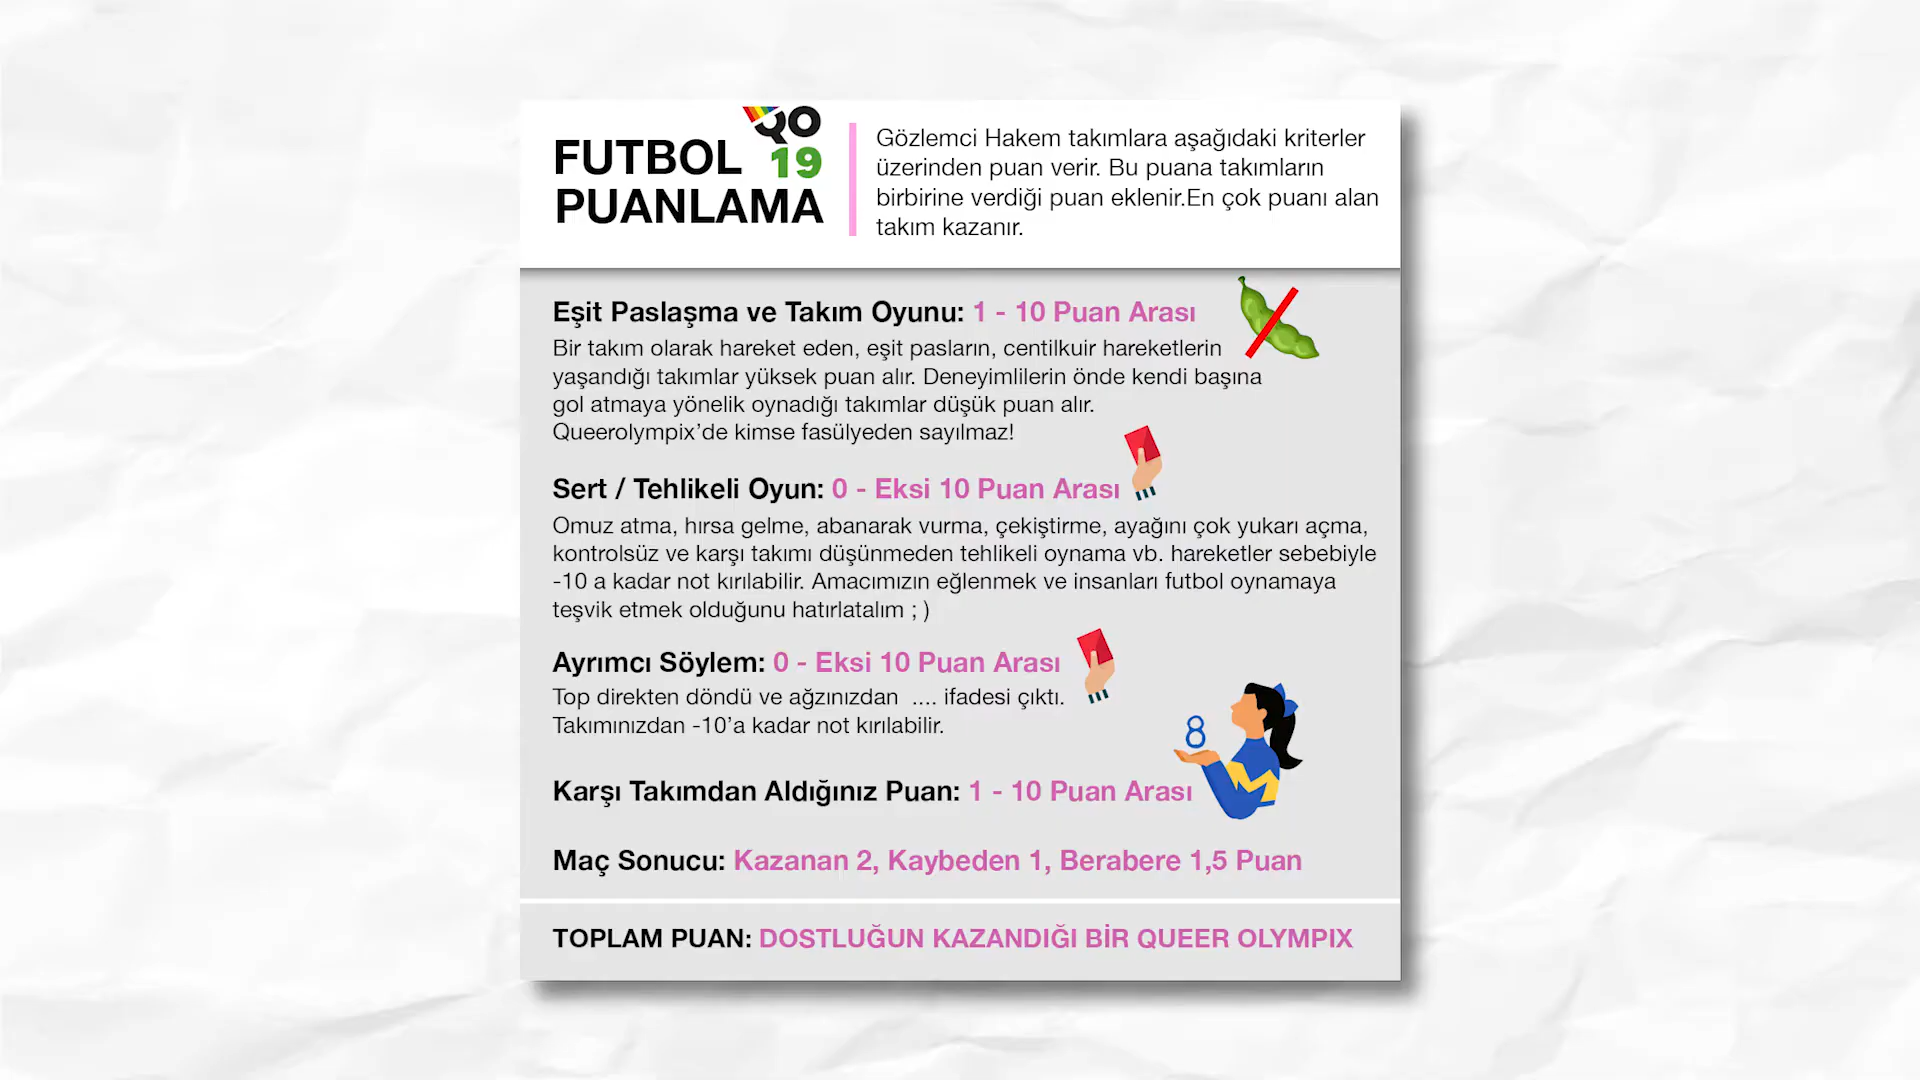 FUTBOL
PUANLAMA
QO
19
Gözlemci Hakem takımlara aşağıdaki kriterler
üzerinden puan verir. Bu puana takımların
birbirine verdiği puan eklenir.En çok puanı alan
takım kazanır.
Eşit Paslaşma ve Takım Oyunu: 1 - 10 Puan Arası
Bir takım olarak hareket eden, eşit pasların, centilkuir hareketlerin
yaşandığı takımlar yüksek puan alır. Deneyimlilerin önde kendi başına
gol atmaya yönelik oynadığı takımlar düşük puan alır.
Queerolympix’de kimse fasülyeden sayılmaz!
Sert / Tehlikeli Oyun: 0 - Eksi 10 Puan Arası
Omuz atma, hırsa gelme, abanarak vurma, çekiştirme, ayağını çok yukarı açma,
kontrolsüz ve karşı takımı düşünmeden tehlikeli oynama vb. hareketler sebebiyle
-10 a kadar not kırılabilir. Amacımızın eğlenmek ve insanları futbol oynamaya
teşvik etmek olduğunu hatırlatalım ; )
Ayrımcı Söylem: 0 - Eksi 10 Puan Arası
Top direkten döndü ve ağzınızdan .... ifadesi çıktı.
Takımınızdan -10’a kadar not kırılabilir.
8
Karşı Takımdan Aldığınız Puan: 1 - 10 Puan Arası
Maç Sonucu: Kazanan 2, Kaybeden 1, Berabere 1,5 Puan
TOPLAM PUAN: DOSTLUĞUN KAZANDIĞI BİR QUEER OLYMPIX